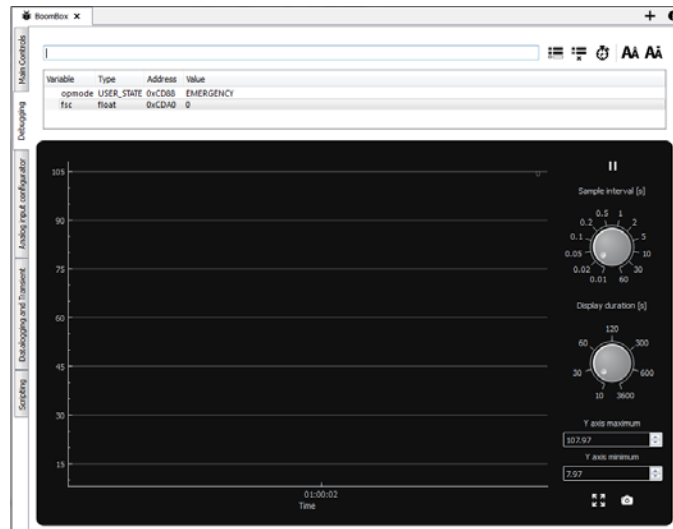 BoomBox
Main Controls
Debugging
Analog input configurator
Datalogging and Transient
Scripting
AA AA
Variable Type Address Value
opmode USER_STATE 0xCD88 EMERGENCY
fsc float 0xCDA0 0
105
90
75
60
45
30
15
0
01:00:02
Time
Sample interval [s]
0.5 1
0.2 2
0.1 5
0.05 10
0.02 30
0.01 60
Display duration [s]
120
60 300
30 600
10 3600
Y axis maximum
107.97
Y axis minimum
7.97